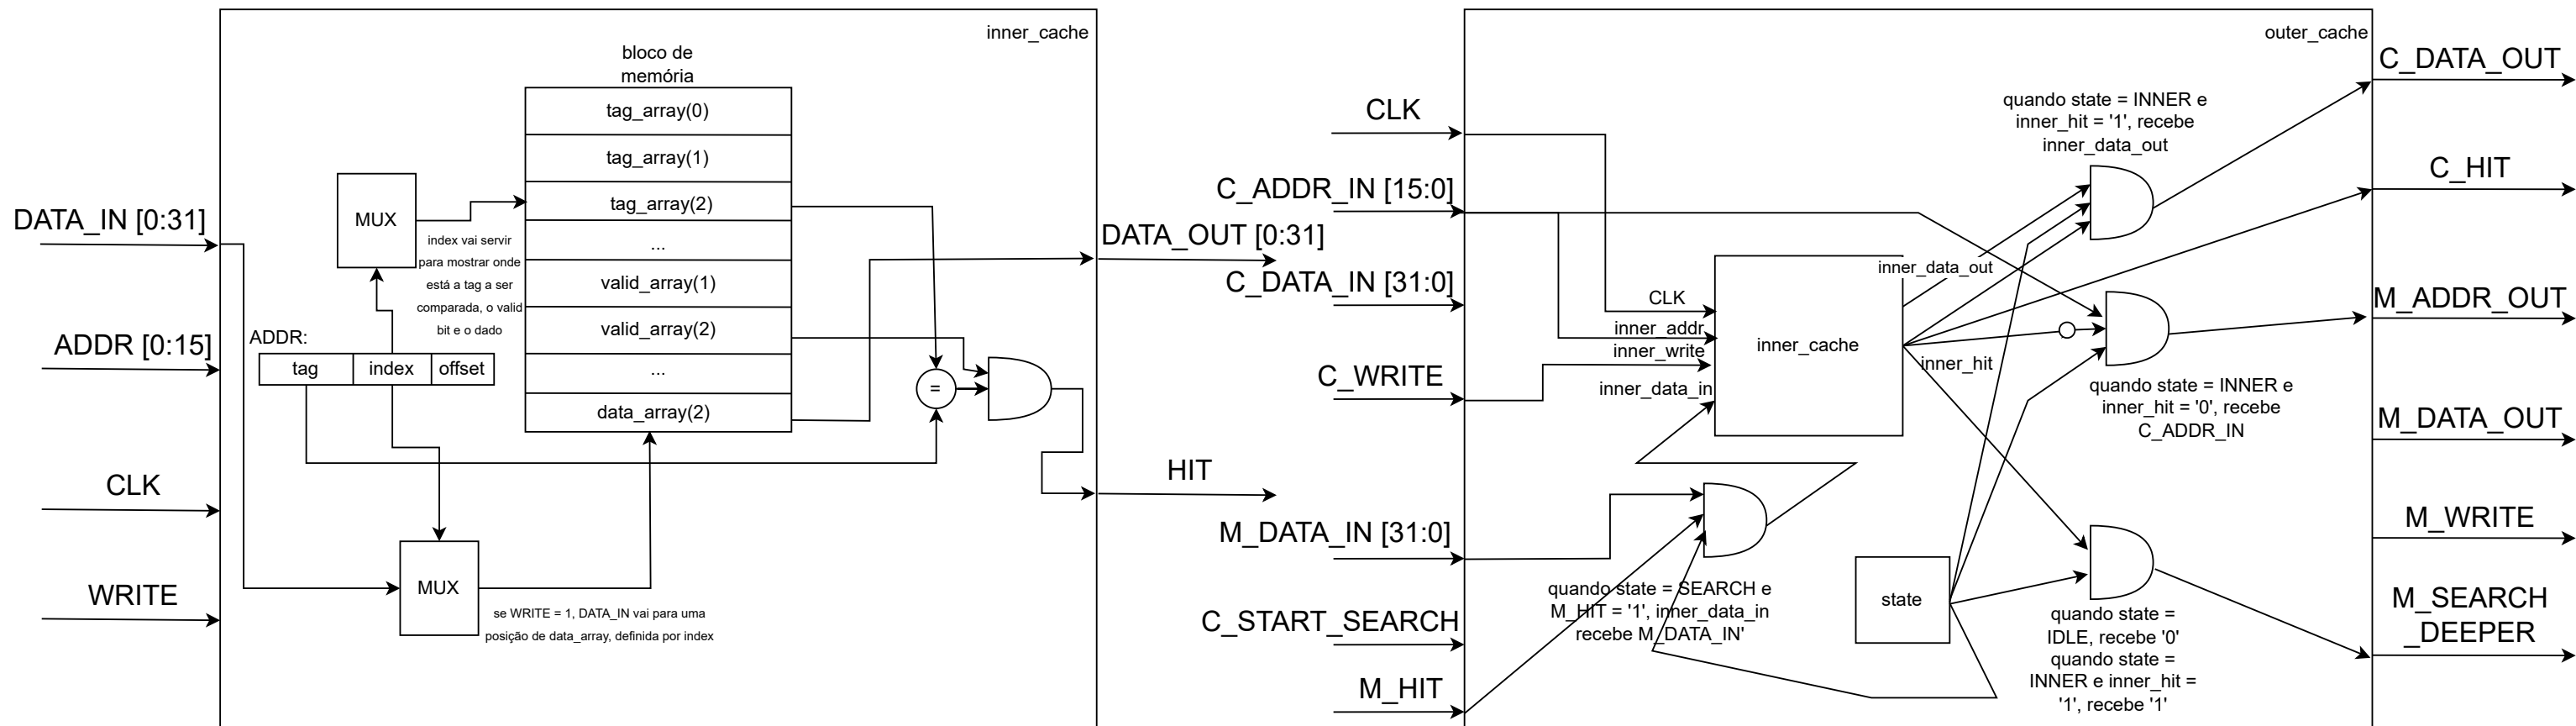 inner_cache
bloco de
memória
tag_array(0)
tag_array(1)
tag_array(2)
...
valid_array(1)
valid_array(2)
...
data_array(2)
MUX
index vai servir
para mostrar onde
está a tag a ser
comparada, o valid
bit e o dado
DATA_IN [0:31]
ADDR [0:15]
CLK
WRITE
ADDR:
tag
index
offset
=
MUX
se WRITE = 1, DATA_IN vai para uma
posição de data_array, definida por index
DATA_OUT [0:31]
HIT
outer_cache
CLK
C_ADDR_IN [15:0]
C_DATA_IN [31:0]
C_WRITE
M_DATA_IN [31:0]
C_START_SEARCH
M_HIT
CLK
inner_addr
inner_write
inner_data_in
inner_cache
inner_data_out
inner_hit
quando state = INNER e
inner_hit = '1', recebe
inner_data_out
quando state = INNER e
inner_hit = '0', recebe
C_ADDR_IN
quando state = SEARCH e
M_HIT = '1', inner_data_in
recebe M_DATA_IN'
state
quando state =
IDLE, recebe '0'
quando state =
INNER e inner_hit =
'1', recebe '1'
C_DATA_OUT
C_HIT
M_ADDR_OUT
M_DATA_OUT
M_WRITE
M_SEARCH
_DEEPER